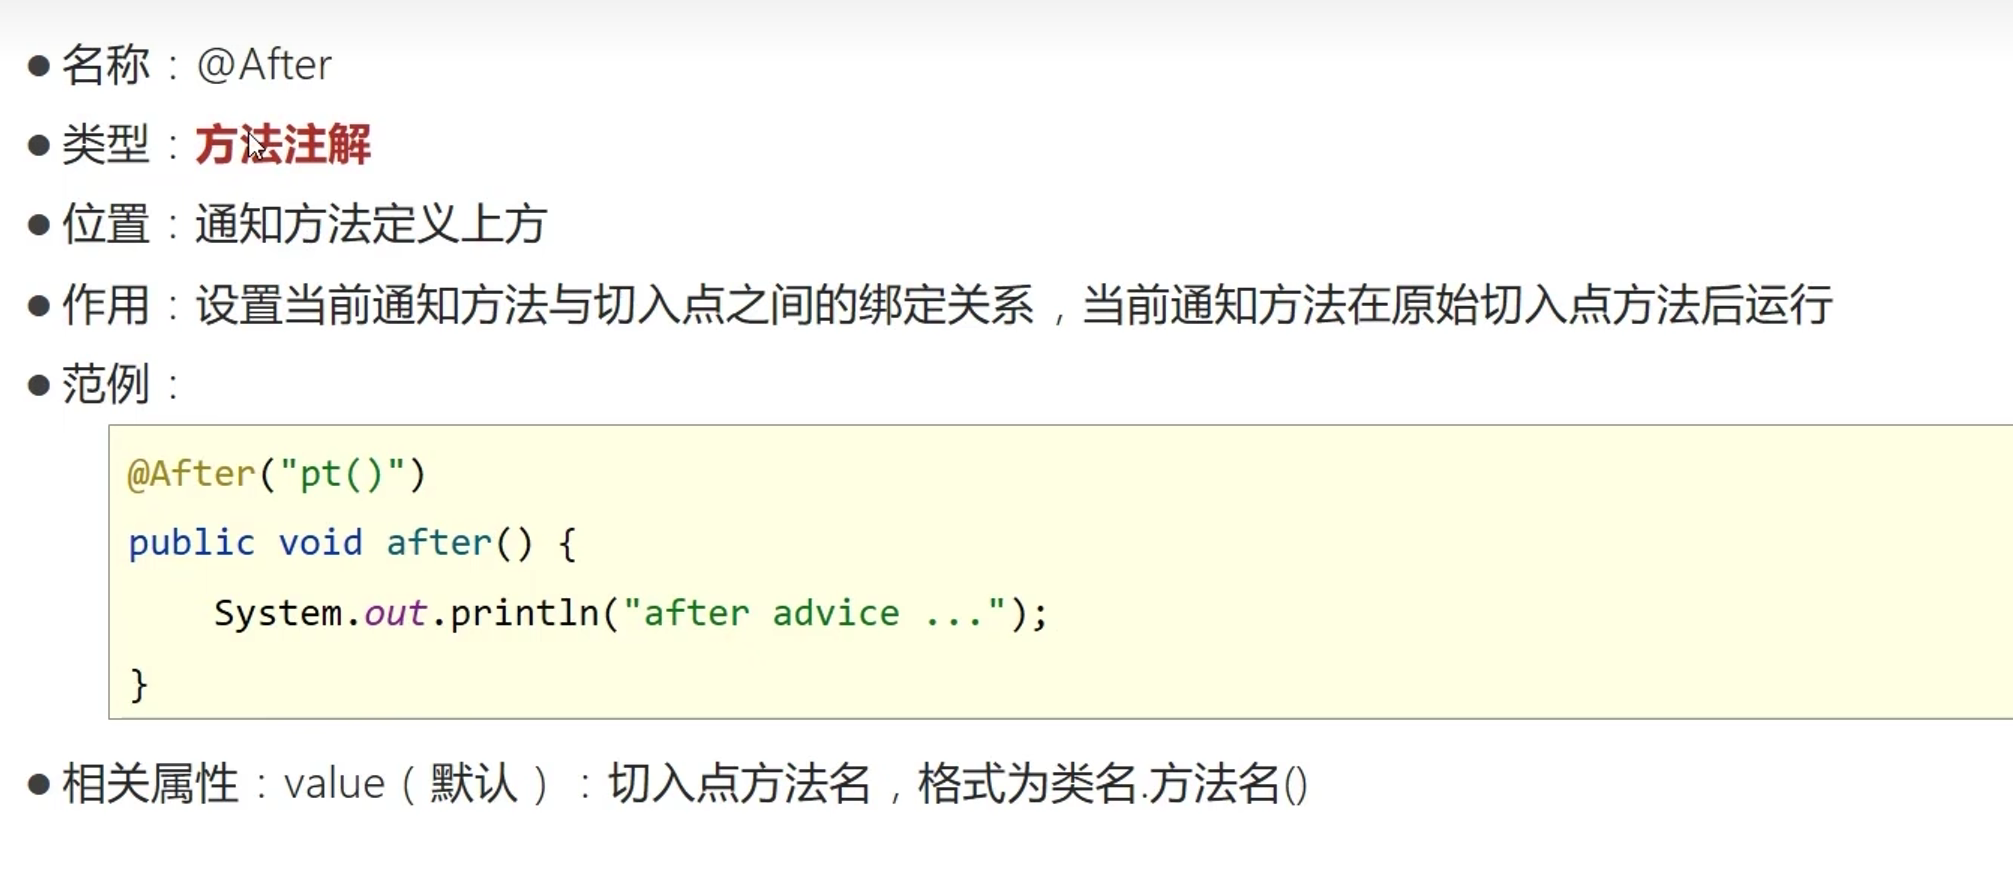 ● 名称：@After
● 类型：方法注解
● 位置：通知方法定义上方
● 作用：设置当前通知方法与切入点之间的绑定关系，当前通知方法在原始切入点方法后运行
● 范例：
@After("pt()")
public void after() {
    System.out.println("after advice ...");
}
● 相关属性：value（默认）：切入点方法名，格式为类名.方法名()